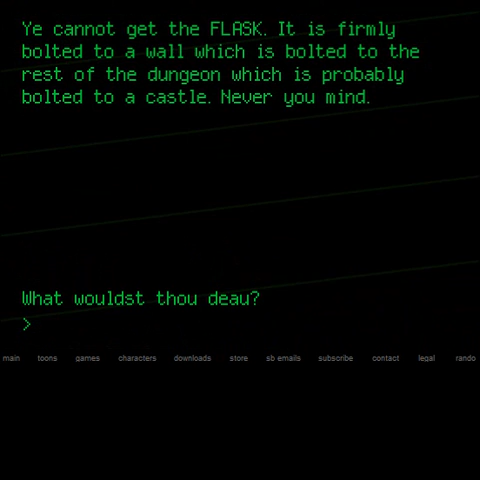 Ye cannot get the FLASK. It is firmly
bolted to a wall which is bolted to the
rest of the dungeon which is probably
bolted to a castle. Never you mind.
What wouldst thou deau?
>
main toons games characters downloads store sb emails subscribe contact legal rando